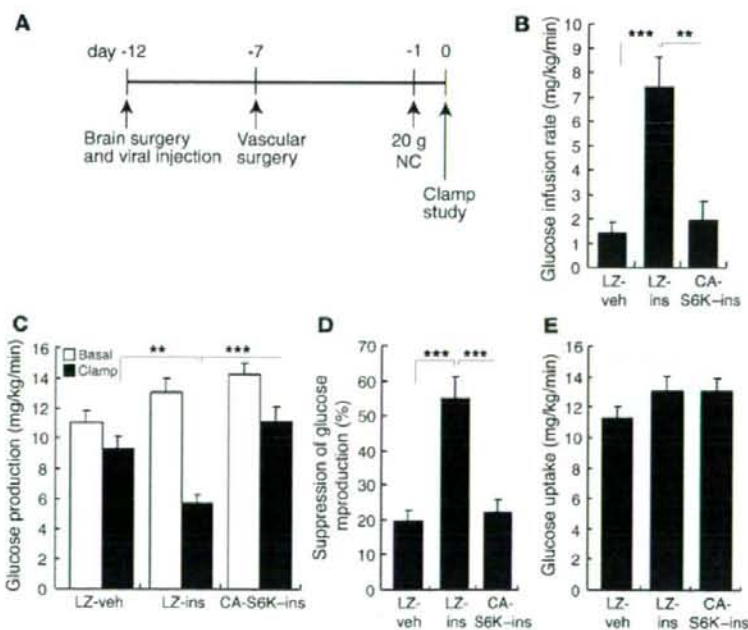 A
day -12 -7 -1 0
Brain surgery
and viral injection
Vascular
surgery
20 g
NC
Clamp
study
B
Glucose infusion rate (mg/kg/min)
10
9
8
7
6
5
4
3
2
1
0
*** **
LZ-
veh
LZ-
ins
CA-
S6K–ins
C
Glucose production (mg/kg/min)
16
14
12
10
8
6
4
2
0
Basal
Clamp
** ***
LZ-veh LZ-ins CA-S6K–ins
D
Suppression of glucose
mproduction (%)
70
60
50
40
30
20
10
0
*** ***
LZ-
veh
LZ-
ins
CA-
S6K–ins
E
Glucose uptake (mg/kg/min)
16
14
12
10
8
6
4
2
0
LZ-
veh
LZ-
ins
CA-
S6K–ins